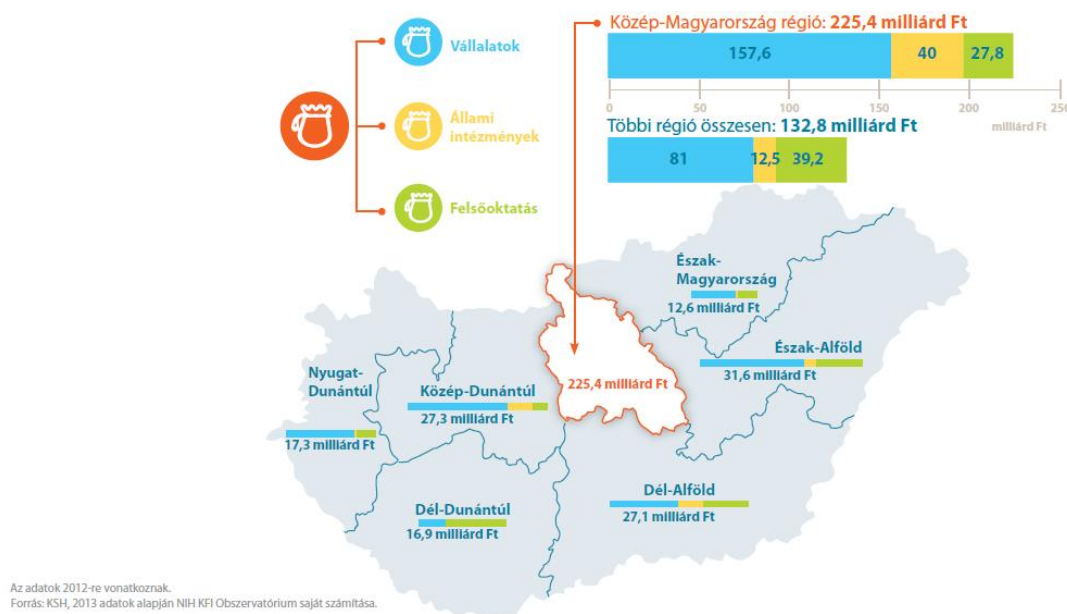 Vállalatok
Állami
intézmények
Felsőoktatás
Közép-Magyarország régió: 225,4 milliárd Ft
157,6 40 27,8
0 50 100 150 200 250
milliárd Ft
Többi régió összesen: 132,8 milliárd Ft
81 12,5 39,2
Észak-
Magyarország
12,6 milliárd Ft
Észak-Alföld
31,6 milliárd Ft
225,4 milliárd Ft
Nyugat-
Dunántúl
17,3 milliárd Ft
Közép-Dunántúl
27,3 milliárd Ft
Dél-Alföld
27,1 milliárd Ft
Dél-Dunántúl
16,9 milliárd Ft
Az adatok 2012-re vonatkoznak.
Forrás: KSH, 2013 adatok alapján NIH KFI Obszervatórium saját számítása.